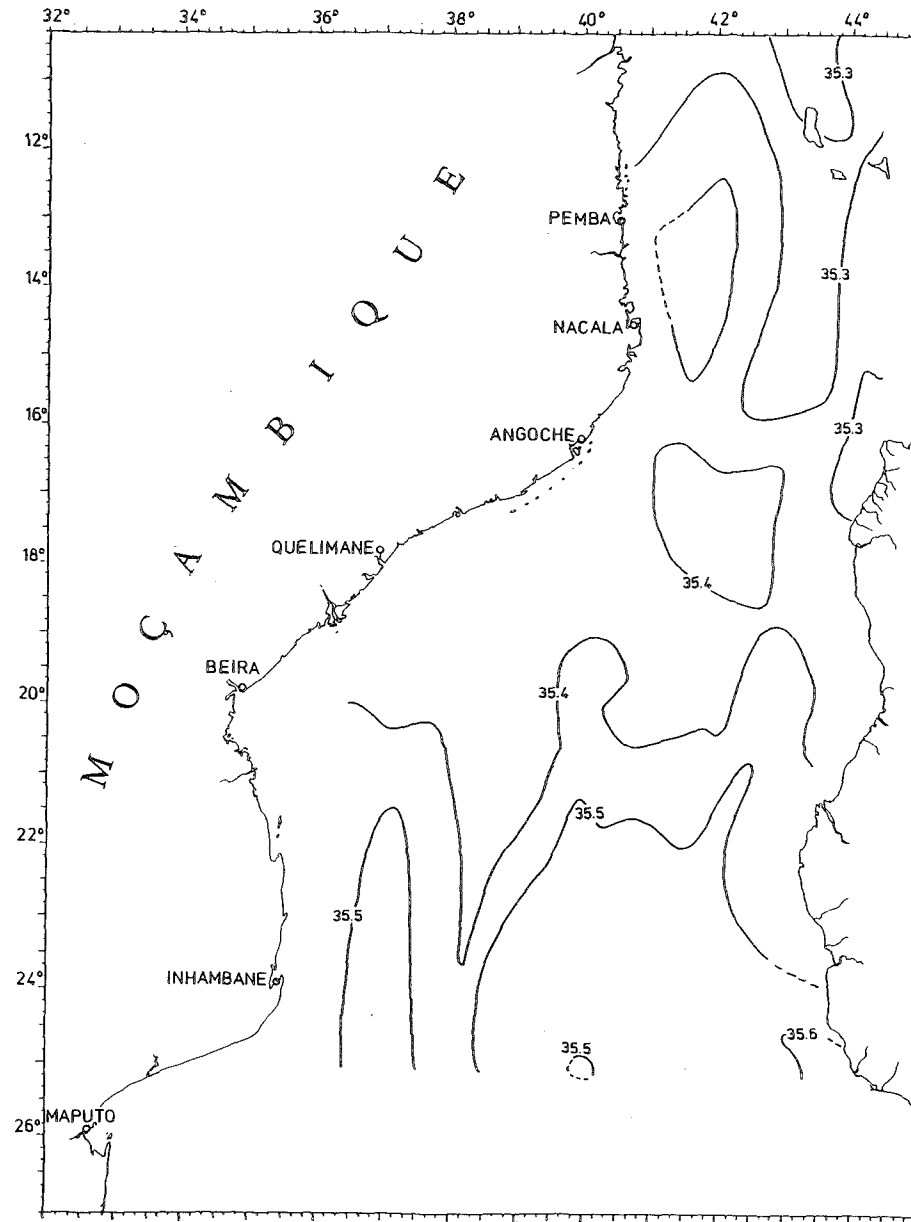 32° 34° 36° 38° 40° 42° 44°
35.3
12°
PEMBA
35.3
14°
NACALA
16°
35.3
ANGOCHE
QUELIMANE
18°
35.4
BEIRA
20°
35.4
MOÇAMBIQUE
35.5
22°
35.5
INHAMBANE
24°
35.6
35.5
MAPUTO
26°